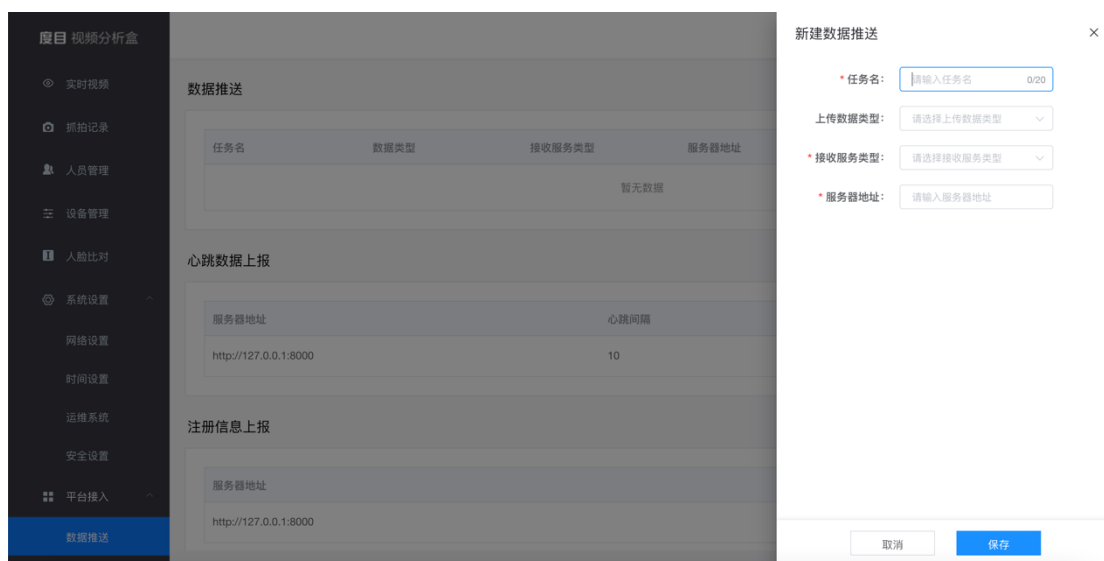 度目 视频分析盒
实时视频
抓拍记录
人员管理
设备管理
人脸比对
系统设置
网络设置
时间设置
运维系统
安全设置
平台接入
数据推送
数据推送
任务名 数据类型 接收服务类型 服务器地址
暂无数据
心跳数据上报
服务器地址 心跳间隔
http://127.0.0.1:8000 10
注册信息上报
服务器地址
http://127.0.0.1:8000
新建数据推送
* 任务名: 请输入任务名 0/20
上传数据类型: 请选择上传数据类型
* 接收服务类型: 请选择接收服务类型
* 服务器地址: 请输入服务器地址
取消 保存